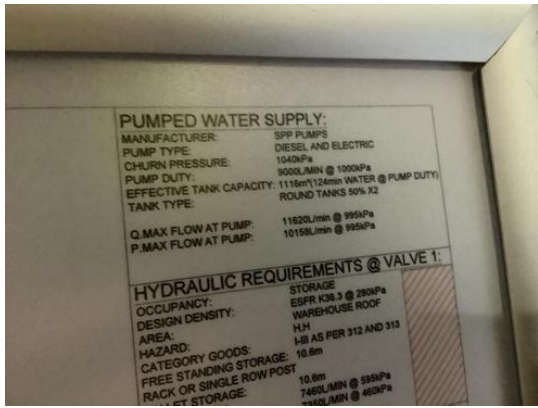 PUMPED WATER SUPPLY:
MANUFACTURER: SPP PUMPS
PUMP TYPE: DIESEL AND ELECTRIC
CHURN PRESSURE: 1040kPa
PUMP DUTY: 9000L/MIN @ 1000kPa
EFFECTIVE TANK CAPACITY: 1116m³(124min WATER @ PUMP DUTY)
TANK TYPE: ROUND TANKS 50% X2
Q.MAX FLOW AT PUMP: 11620L/min @ 995kPa
P.MAX FLOW AT PUMP: 10158L/min @ 995kPa
HYDRAULIC REQUIREMENTS @ VALVE 1:
OCCUPANCY: STORAGE
DESIGN DENSITY: ESFR K36.3 @ 280kPa
AREA: WAREHOUSE ROOF
HAZARD: H.H
CATEGORY GOODS: I-III AS PER 312 AND 313
FREE STANDING STORAGE: 10.6m
RACK OR SINGLE ROW POST
STORAGE: 10.6m
7460L/MIN @ 595kPa
7350L/MIN @ 460kPa